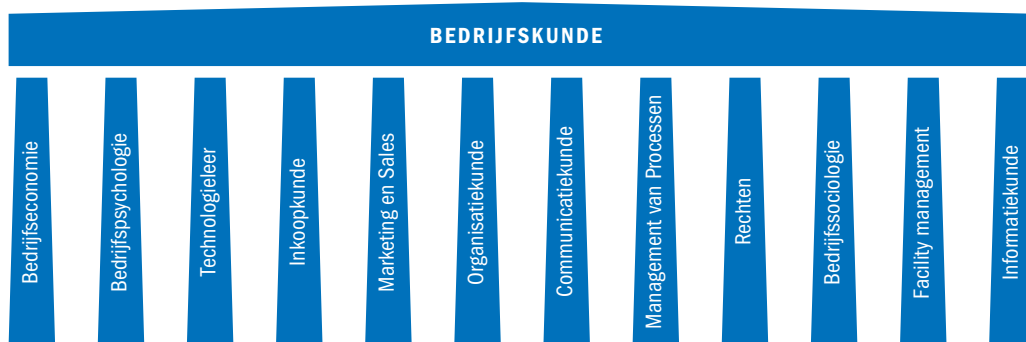 BEDRIJFSKUNDE
Bedrijfseconomie
Bedrijfspsychologie
Technologieleer
Inkoopkunde
Marketing en Sales
Organisatiekunde
Communicatiekunde
Management van Processen
Rechten
Bedrijfssociologie
Facility management
Informatiekunde